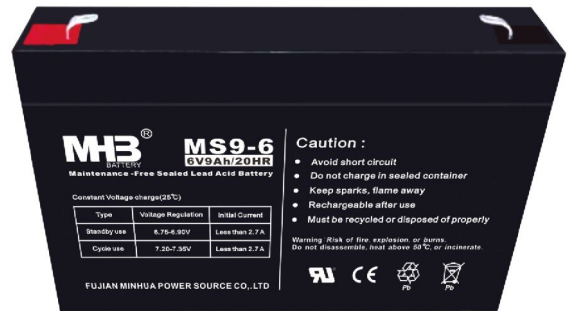 MHB®
BATTERY
MS9-6
6V9Ah/20HR
Maintenance -Free Sealed Lead Acid Battery
Constant Voltage charge(25℃)
Type Voltage Regulation Initial Current
Standby use 6.75-6.90V Less than 2.7A
Cycle use 7.20-7.35V Less than 2.7A
FUJIAN MINHUA POWER SOURCE CO,.LTD
Caution :
● Avoid short circuit
● Do not charge in sealed container
● Keep sparks, flame away
● Rechargeable after use
● Must be recycled or disposed of properly
Warning: Risk of fire, explosion, or burns.
Do not disassemble, heat above 50℃, or incinerate.
CE
Pb Pb